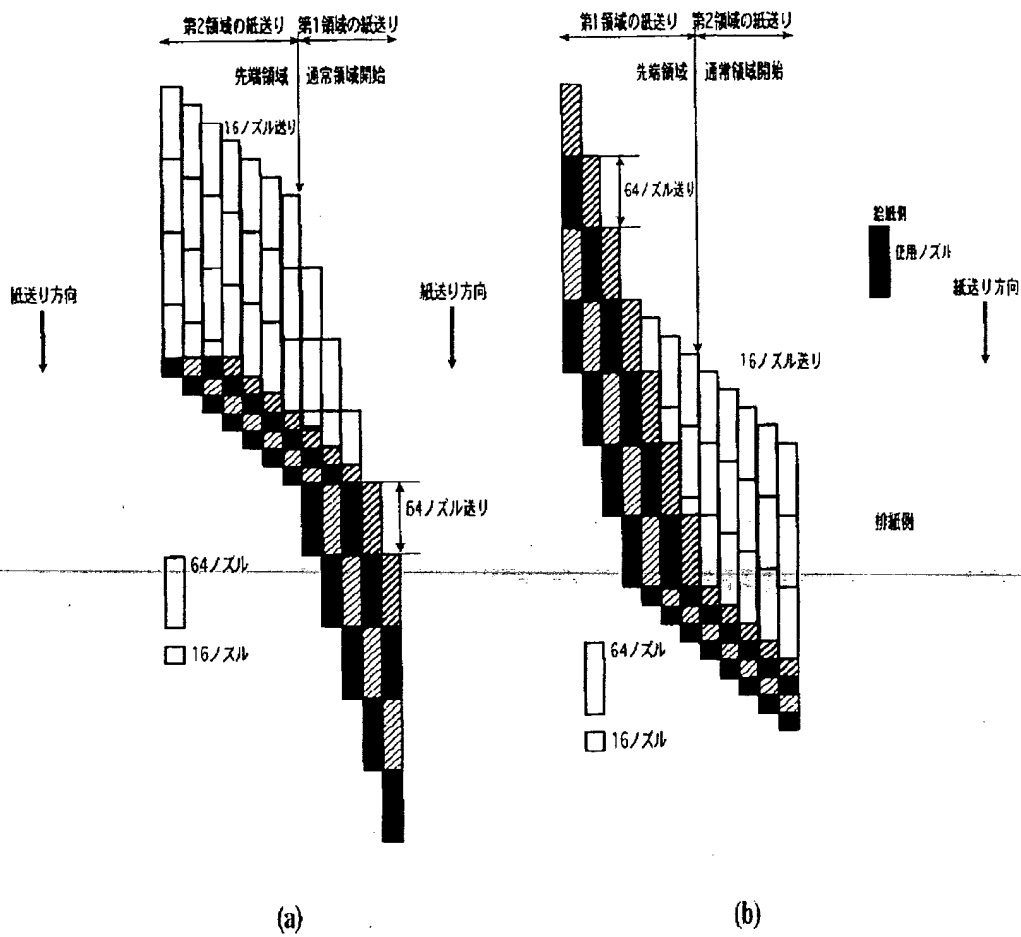 第2領域の紙送り
第1領域の紙送り
先端領域
通常領域開始
16ノズル送り
紙送り方向
紙送り方向
64ノズル送り
64ノズル
16ノズル
(a)
第1領域の紙送り
第2領域の紙送り
先端領域
通常領域開始
64ノズル送り
給紙側
使用ノズル
紙送り方向
16ノズル送り
排紙側
64ノズル
16ノズル
(b)